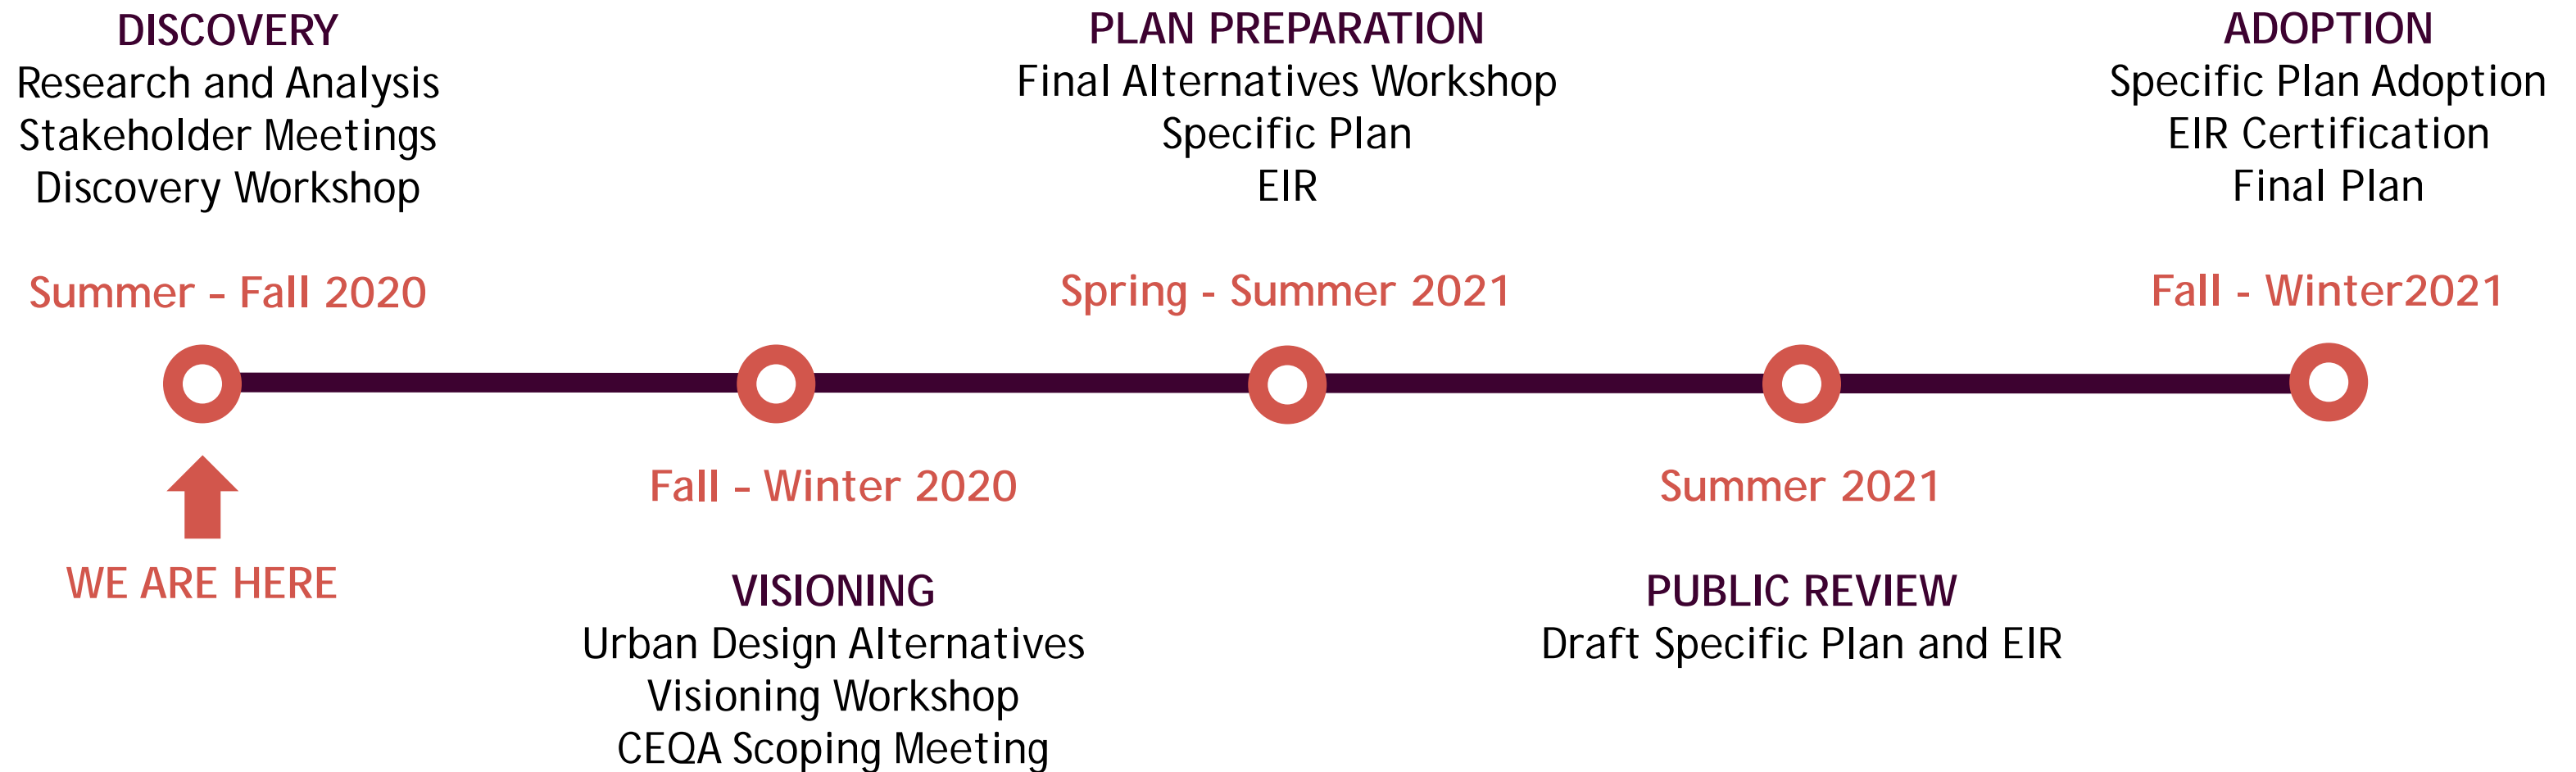 DISCOVERY
Research and Analysis
Stakeholder Meetings
Discovery Workshop
Summer - Fall 2020
WE ARE HERE
Fall - Winter 2020
VISIONING
Urban Design Alternatives
Visioning Workshop
CEQA Scoping Meeting
PLAN PREPARATION
Final Alternatives Workshop
Specific Plan
EIR
Spring - Summer 2021
Summer 2021
PUBLIC REVIEW
Draft Specific Plan and EIR
ADOPTION
Specific Plan Adoption
EIR Certification
Final Plan
Fall - Winter2021